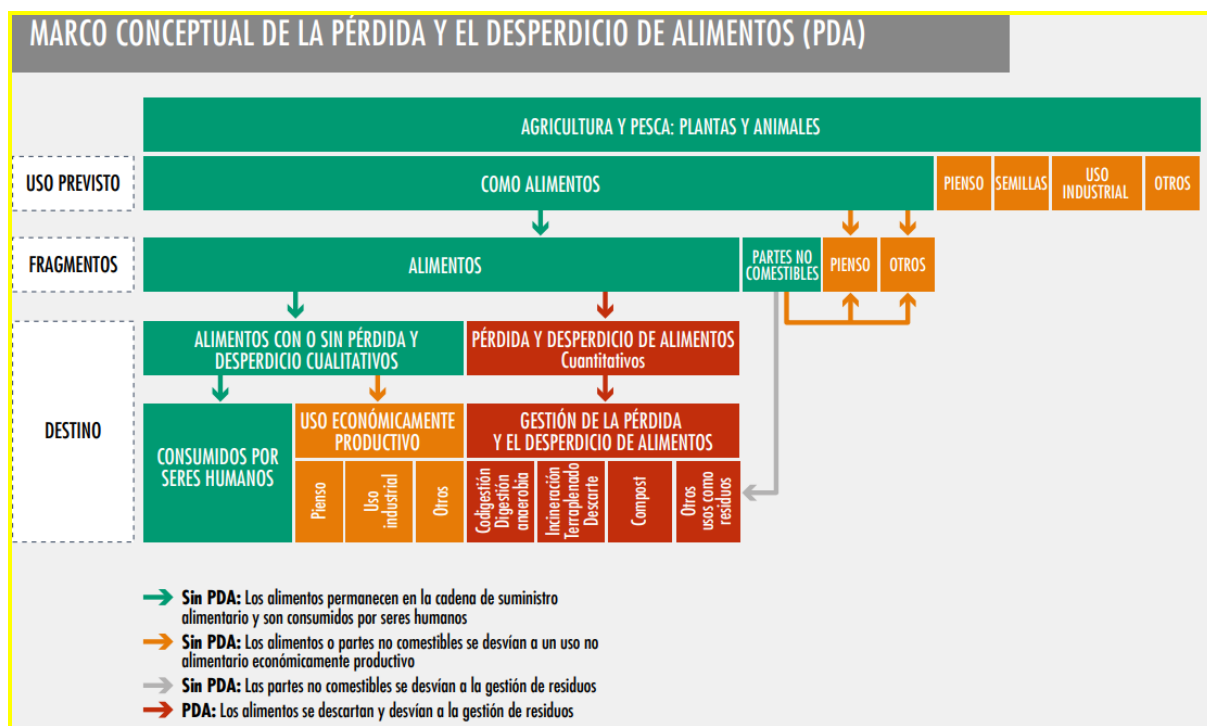 MARCO CONCEPTUAL DE LA PÉRDIDA Y EL DESPERDICIO DE ALIMENTOS (PDA)
AGRICULTURA Y PESCA: PLANTAS Y ANIMALES
USO PREVISTO
COMO ALIMENTOS
PIENSO
SEMILLAS
USO
INDUSTRIAL
OTROS
FRAGMENTOS
ALIMENTOS
PARTES NO
COMESTIBLES
PIENSO
OTROS
DESTINO
ALIMENTOS CON O SIN PÉRDIDA Y
DESPERDICIO CUALITATIVOS
PÉRDIDA Y DESPERDICIO DE ALIMENTOS
Cuantitativos
CONSUMIDOS POR
SERES HUMANOS
USO ECONÓMICAMENTE
PRODUCTIVO
Pienso
Uso
industrial
Otros
GESTIÓN DE LA PÉRDIDA
Y EL DESPERDICIO DE ALIMENTOS
Codigestión
Digestión
anaerobia
Incineración
Terraplenado
Descarte
Compost
Otros
usos como
residuos
Sin PDA: Los alimentos permanecen en la cadena de suministro
alimentario y son consumidos por seres humanos
Sin PDA: Los alimentos o partes no comestibles se desvían a un uso no
alimentario económicamente productivo
Sin PDA: Las partes no comestibles se desvían a la gestión de residuos
PDA: Los alimentos se descartan y desvían a la gestión de residuos